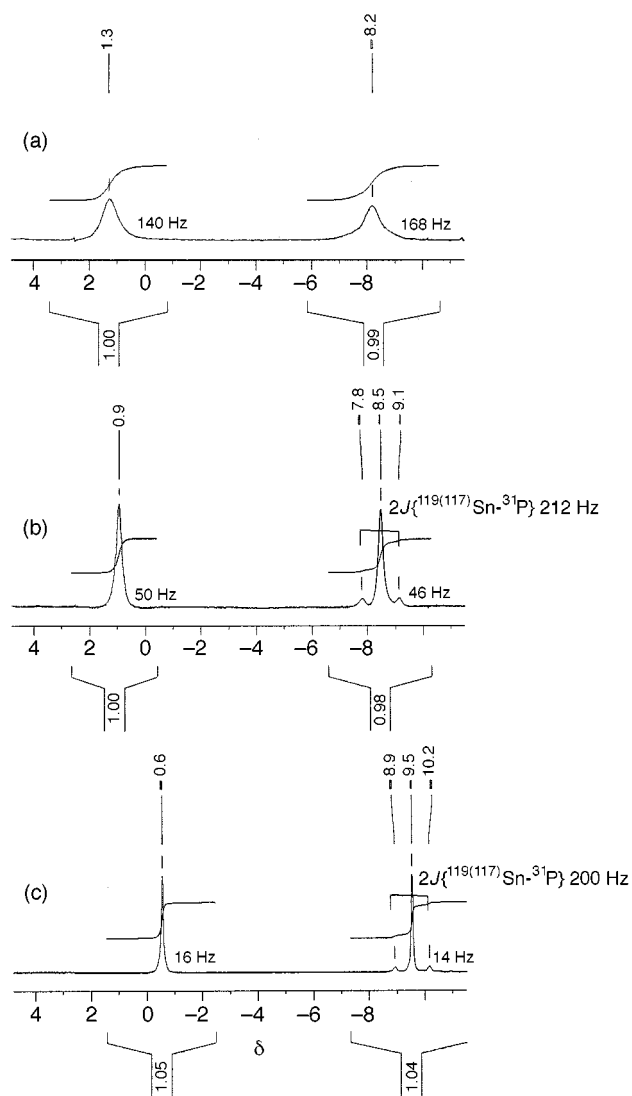 1.3
−8.2
(a)
140 Hz
168 Hz
4 2 0 −2 −4 −6 −8
1.00
0.99
0.9
−7.8
−8.5
−9.1
(b)
2J{119(117)Sn-31P} 212 Hz
50 Hz
46 Hz
4 2 0 −2 −4 −6 −8
1.00
0.98
−0.6
−8.9
−9.5
−10.2
(c)
2J{119(117)Sn-31P} 200 Hz
16 Hz
14 Hz
4 2 0 −2 −4 −6 −8
δ
1.05
1.04